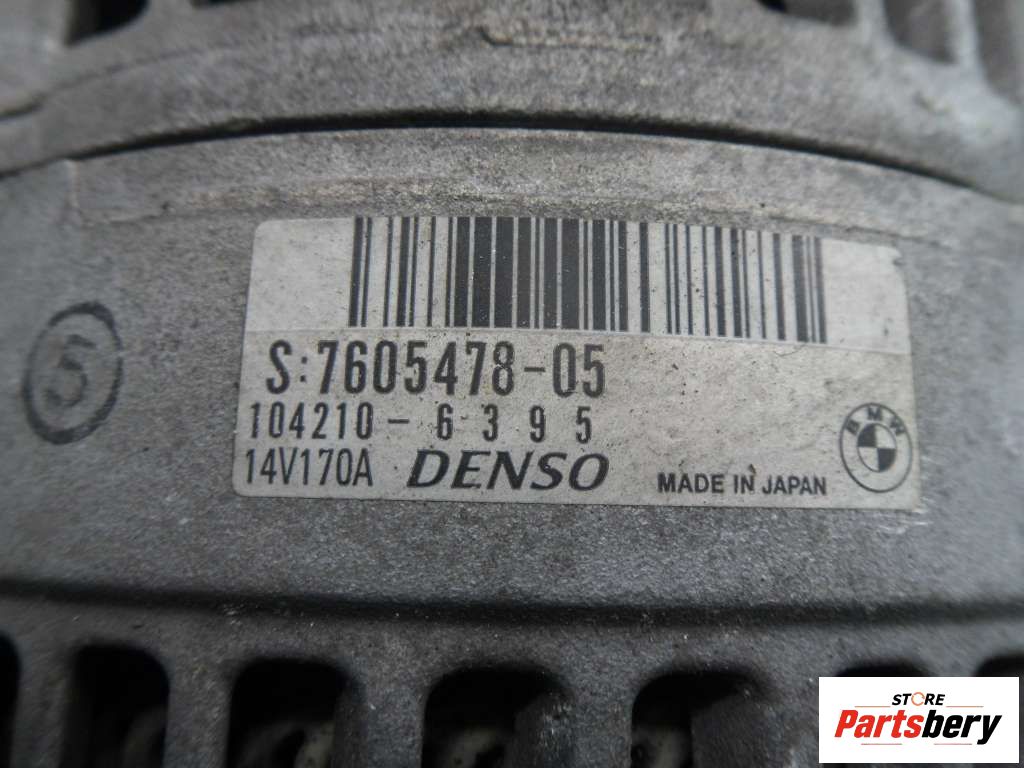 5
S:7605478-05
104210-6395
14V170A DENSO MADE IN JAPAN
BMW
STORE
Partsbery